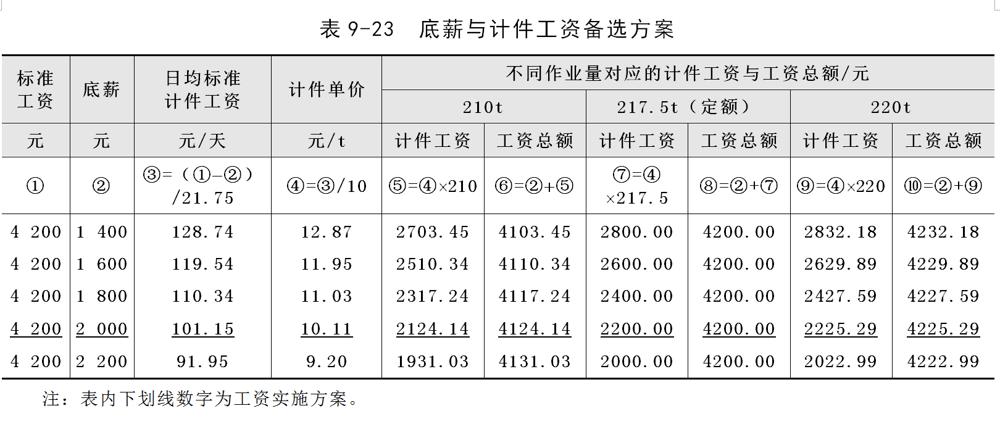 表 9-23 底薪与计件工资备选方案
标准工资 底薪 日均标准计件工资 计件单价 不同作业量对应的计件工资与工资总额/元
210t 217.5t（定额） 220t
元 元 元/天 元/t 计件工资 工资总额 计件工资 工资总额 计件工资 工资总额
① ② ③=（①-②）/21.75 ④=③/10 ⑤=④×210 ⑥=②+⑤ ⑦=④×217.5 ⑧=②+⑦ ⑨=④×220 ⑩=②+⑨
4 200 1 400 128.74 12.87 2703.45 4103.45 2800.00 4200.00 2832.18 4232.18
4 200 1 600 119.54 11.95 2510.34 4110.34 2600.00 4200.00 2629.89 4229.89
4 200 1 800 110.34 11.03 2317.24 4117.24 2400.00 4200.00 2427.59 4227.59
4 200 2 000 101.15 10.11 2124.14 4124.14 2200.00 4200.00 2225.29 4225.29
4 200 2 200 91.95 9.20 1931.03 4131.03 2000.00 4200.00 2022.99 4222.99
注：表内下划线数字为工资实施方案。